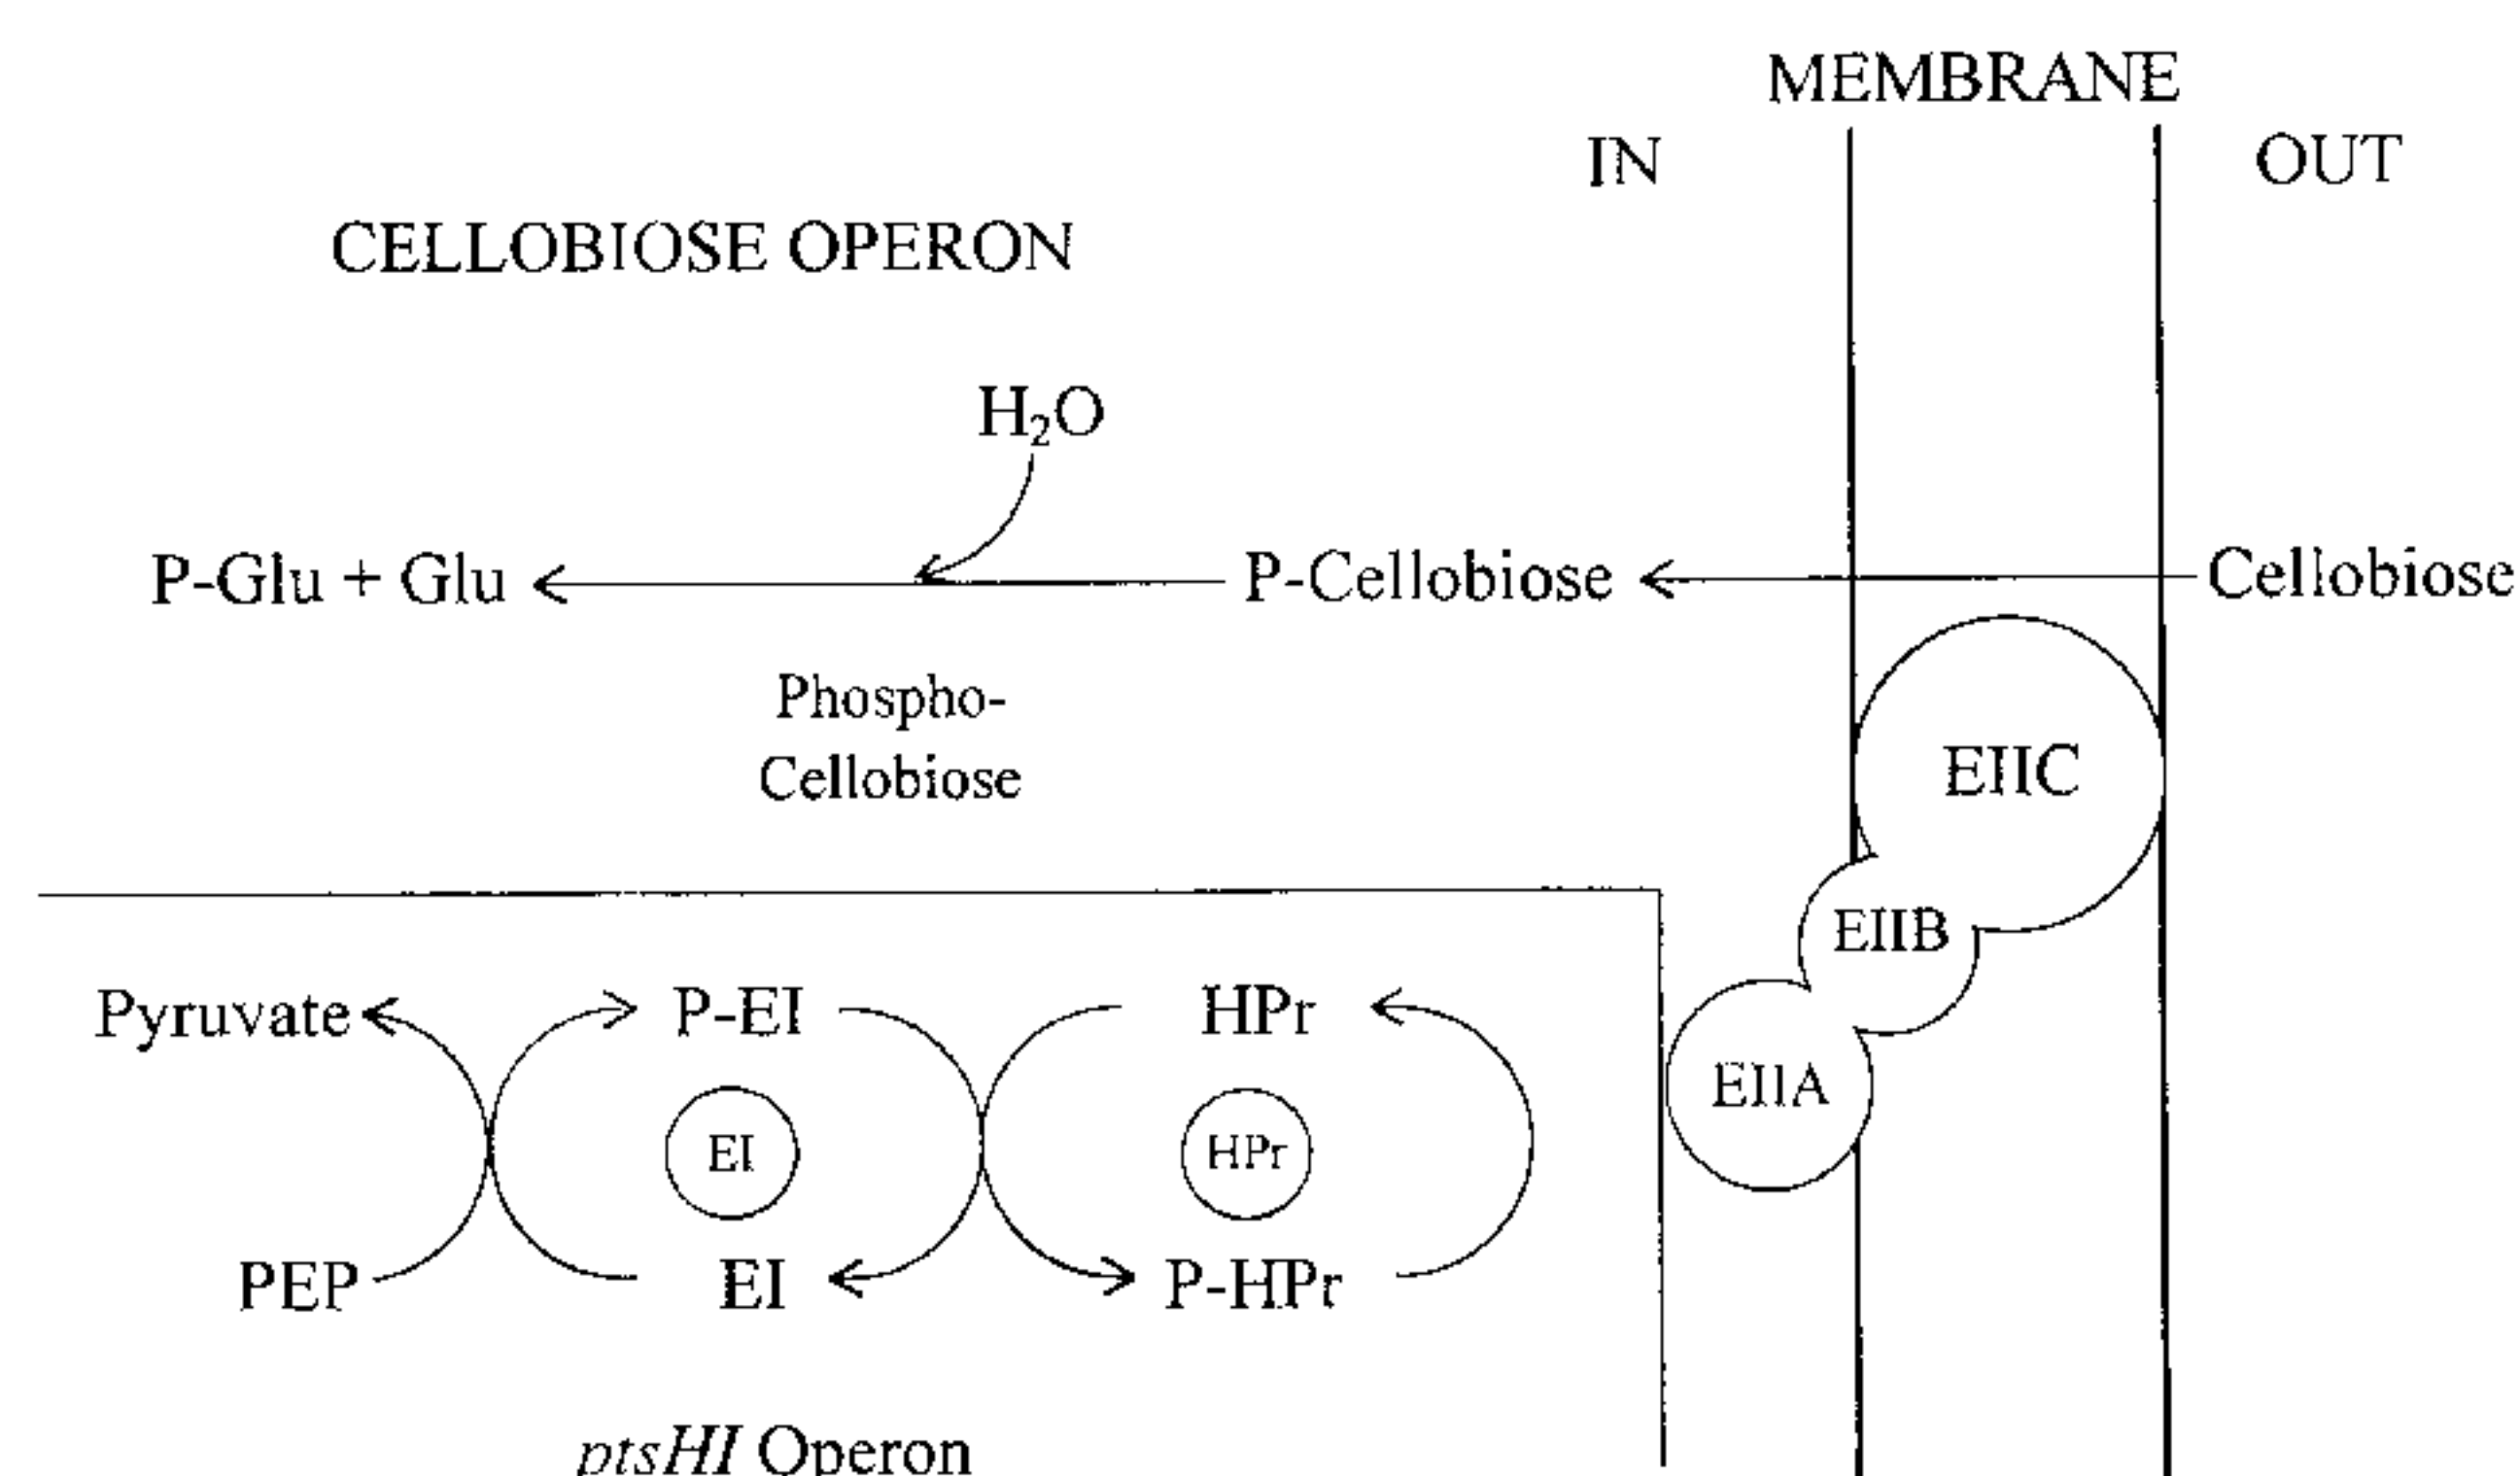 MEMBRANE
IN
OUT
CELLOBIOSE OPERON
H₂O
P-Glu + Glu
P-Cellobiose
Cellobiose
Phospho-
Cellobiose
EIIC
EIIB
EIIA
Pyruvate
P-EI
HPr
EI
HPr
PEP
EI
P-HPr
ptsHI Operon